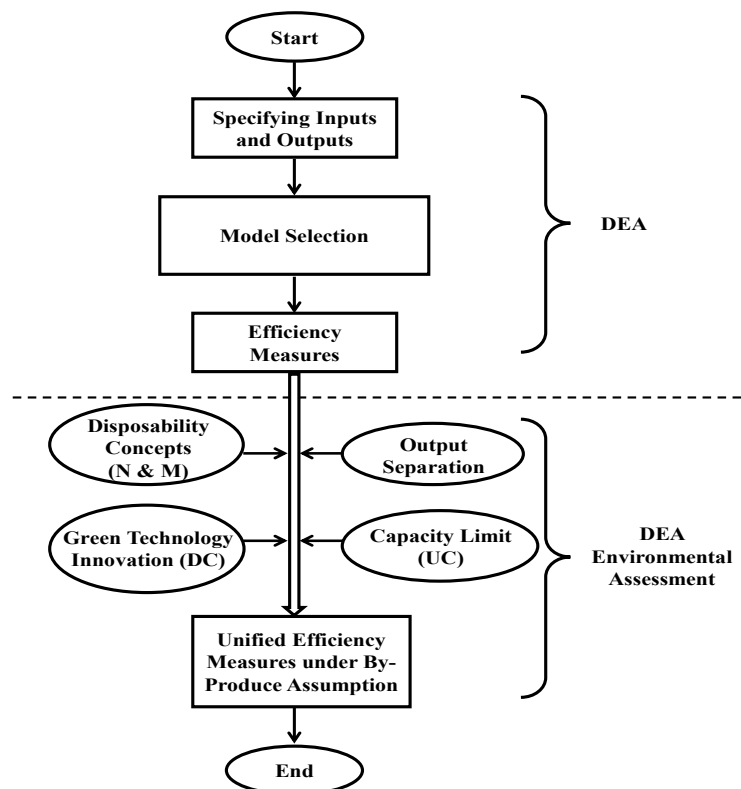 Start
Specifying Inputs
and Outputs
DEA
Model Selection
Efficiency
Measures
Disposability
Concepts
(N & M)
Output
Separation
Green Technology
Innovation (DC)
Capacity Limit
(UC)
DEA
Environmental
Assessment
Unified Efficiency
Measures under By-
Produce Assumption
End